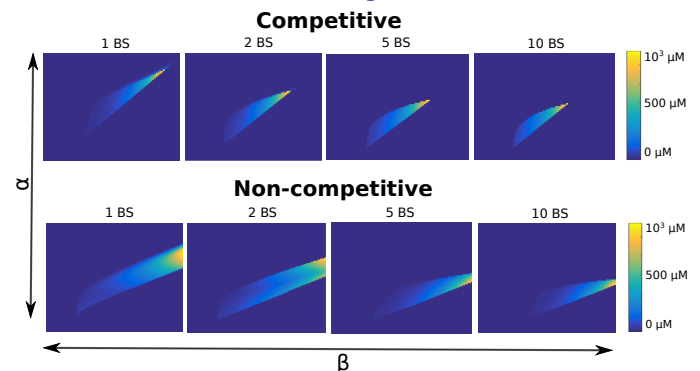 Competitive
1 BS 2 BS 5 BS 10 BS
10³ µM
500 µM
0 µM
α
Non-competitive
1 BS 2 BS 5 BS 10 BS
10³ µM
500 µM
0 µM
β